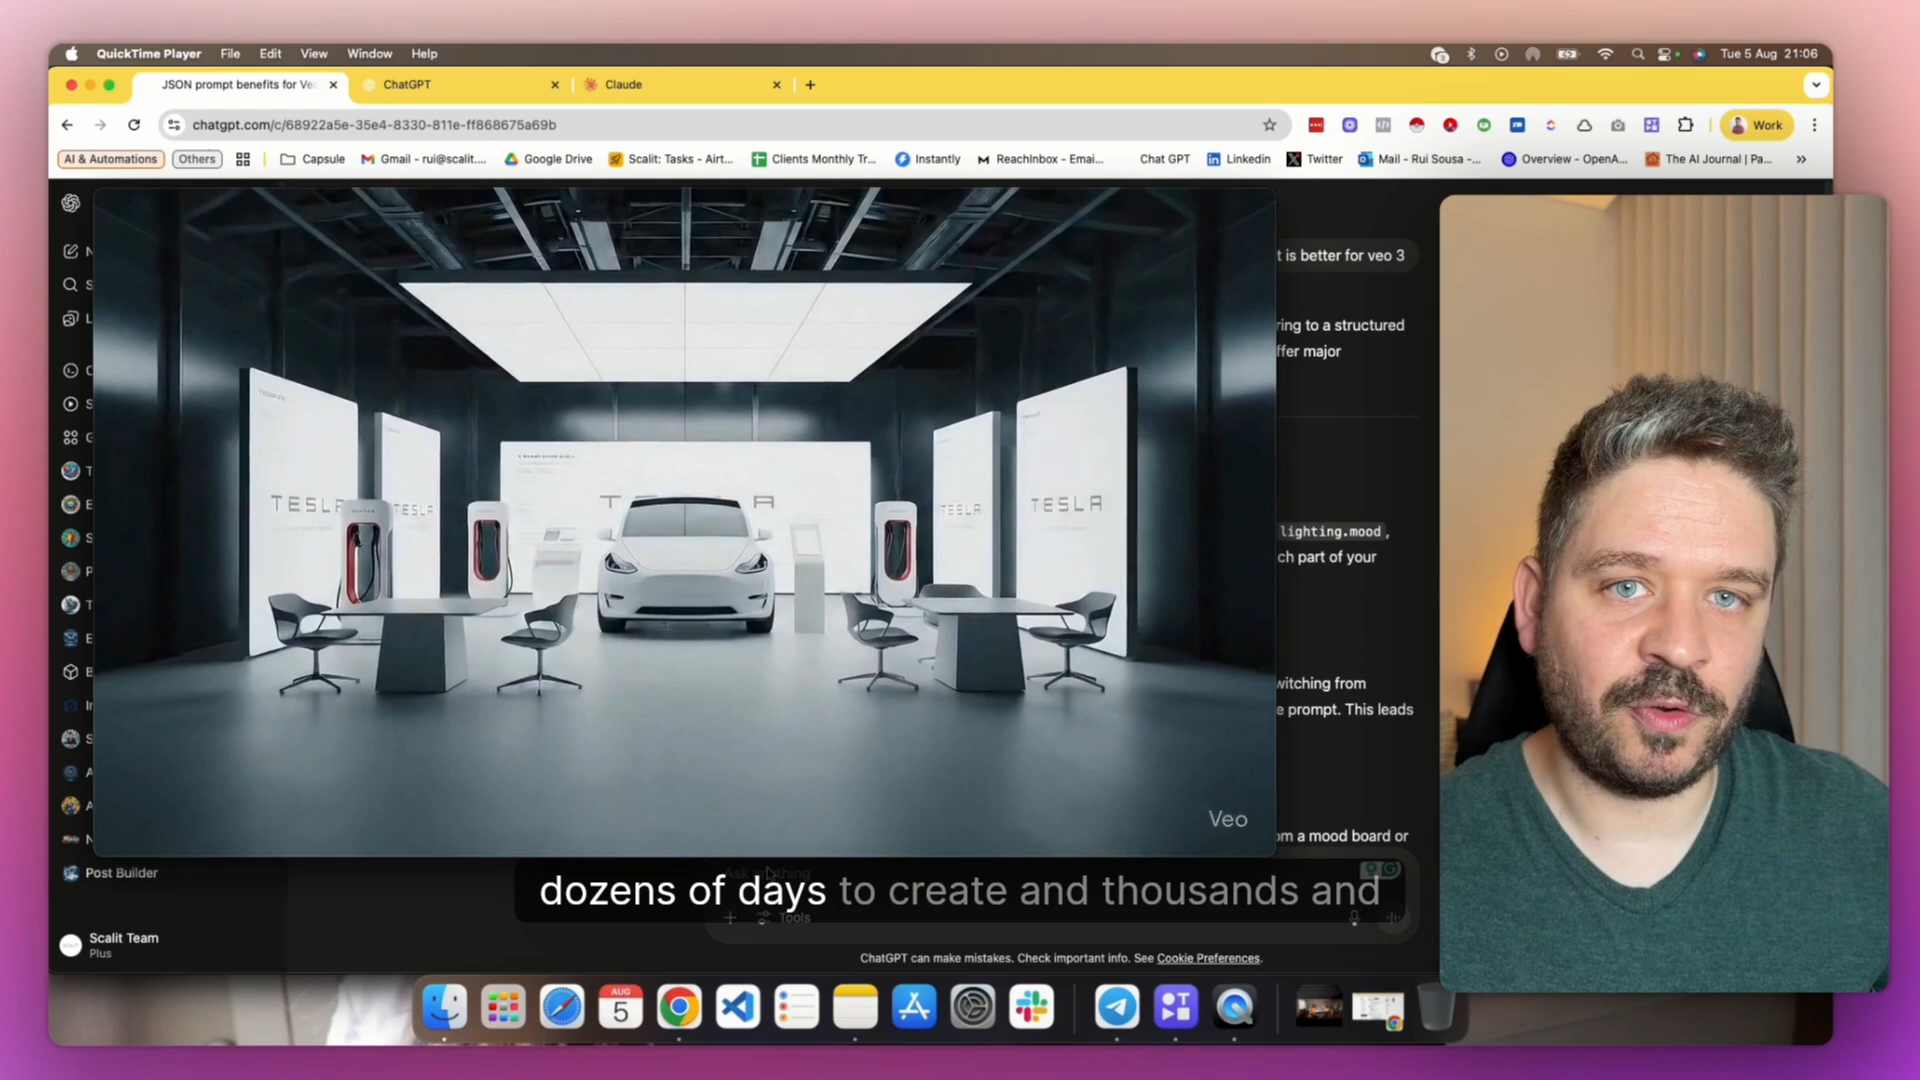 QuickTime Player File Edit View Window Help Tue 5 Aug 21:06
JSON prompt benefits for Veo ChatGPT Claude
chatgpt.com/c/68922a5e-35e4-8330-811e-ff868675a69b Work
AI & Automations Others Capsule Gmail - rui@scalit.... Google Drive Scalit: Tasks - Airt... Clients Monthly Tr... Instantly ReachInbox - Emai... Chat GPT Linkedin Twitter Mail - Rui Sousa -... Overview - OpenA... The AI Journal | Pa...
t is better for veo 3
ring to a structured
ffer major
TESLA TESLA TESLA TESLA TESLA
lighting.mood,
ch part of your
witching from
e prompt. This leads
Veo
om a mood board or
Post Builder
Ask anything
dozens of days to create and thousands and
Tools
Scalit Team
Plus
ChatGPT can make mistakes. Check important info. See Cookie Preferences.
AUG
5